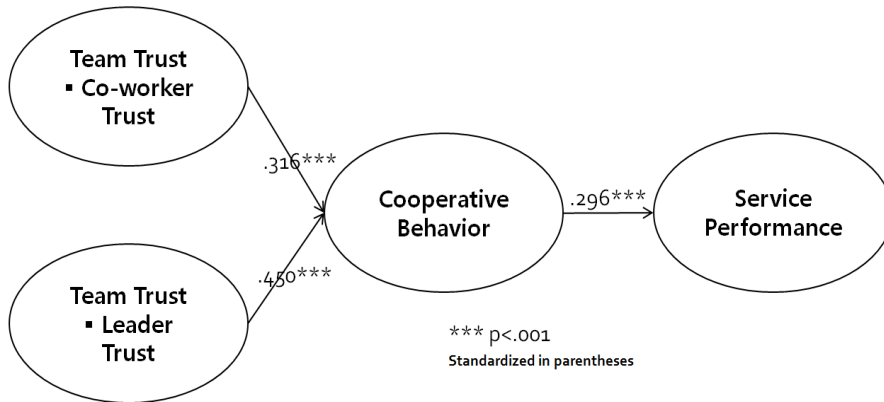 Team Trust
▪ Co-worker
Trust
.316***
Cooperative
Behavior
.296***
Service
Performance
.450***
Team Trust
▪ Leader
Trust
*** p<.001
Standardized in parentheses